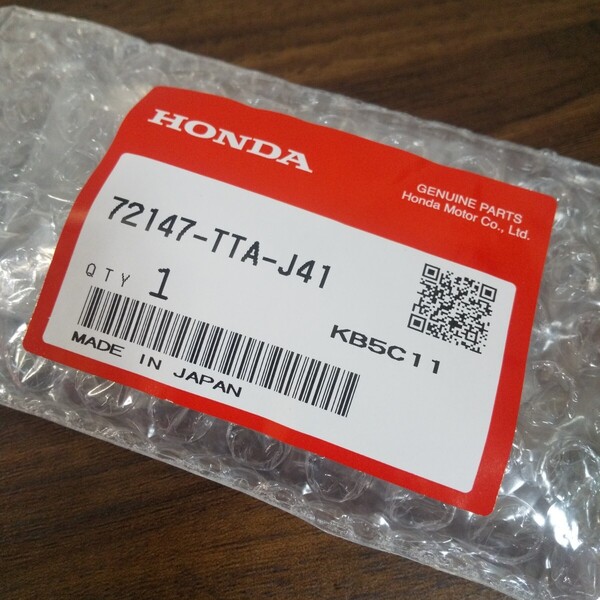 HONDA
GENUINE PARTS
Honda Motor Co., Ltd.
72147-TTA-J41
QTY 1
KB5C11
MADE IN JAPAN